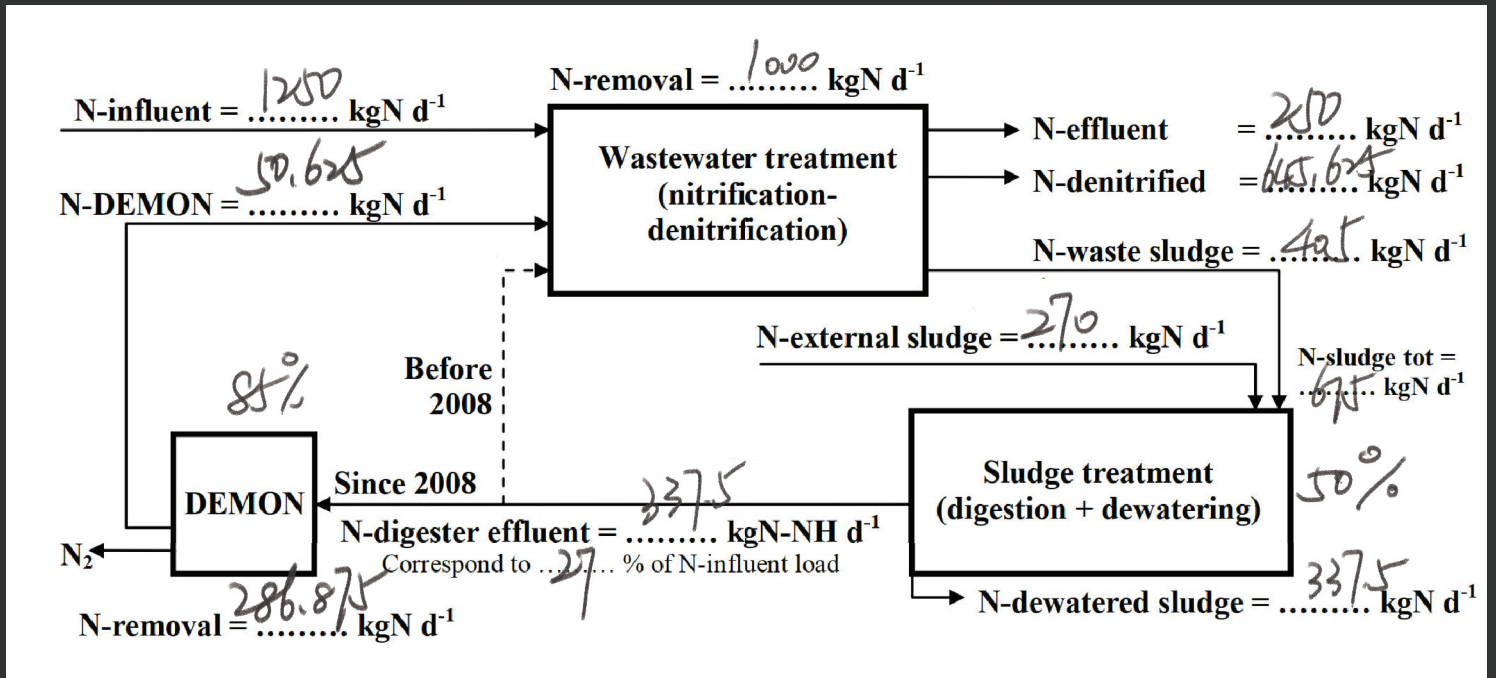 N-removal = 1000 kgN d⁻¹
N-influent = 1250 kgN d⁻¹
N-DEMON = 50.625 kgN d⁻¹
Wastewater treatment
(nitrification-
denitrification)
N-effluent = 250 kgN d⁻¹
N-denitrified = 645.625 kgN d⁻¹
N-waste sludge = 405 kgN d⁻¹
N-external sludge = 270 kgN d⁻¹
N-sludge tot =
675 kgN d⁻¹
Before
2008
85%
DEMON
Since 2008
N-digester effluent = 337.5 kgN-NH d⁻¹
Correspond to 27 % of N-influent load
Sludge treatment
(digestion + dewatering)
50%
N₂
N-removal = 286.875 kgN d⁻¹
N-dewatered sludge = 337.5 kgN d⁻¹